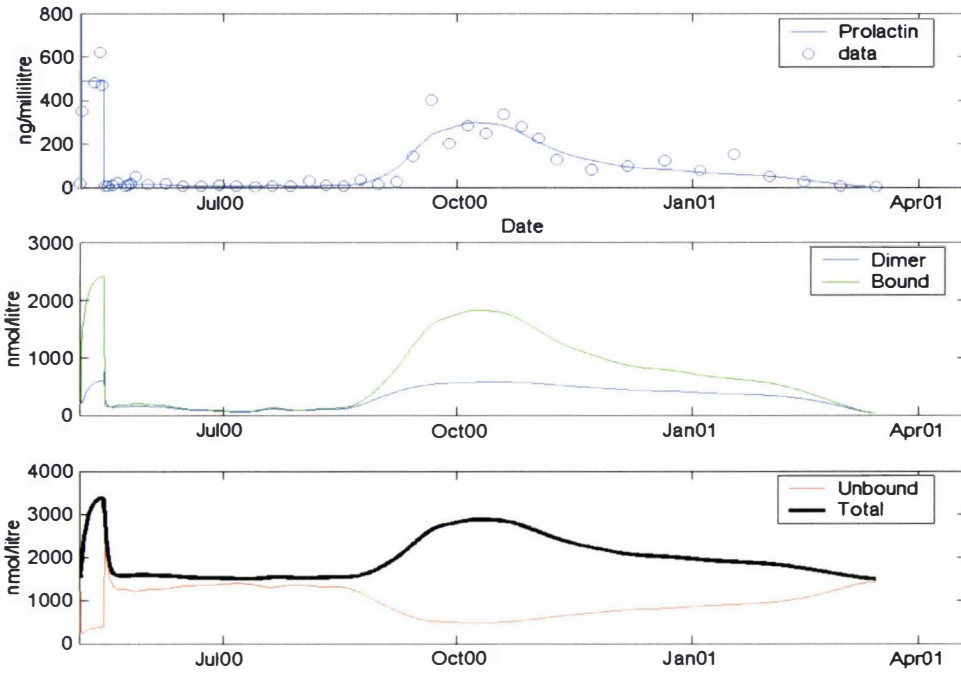 800
600
400
200
0
ng/millilitre
Prolactin
data
Jul00
Oct00
Jan01
Apr01
Date
3000
2000
1000
0
nmol/litre
Dimer
Bound
Jul00
Oct00
Jan01
Apr01
4000
3000
2000
1000
0
nmol/litre
Unbound
Total
Jul00
Oct00
Jan01
Apr01